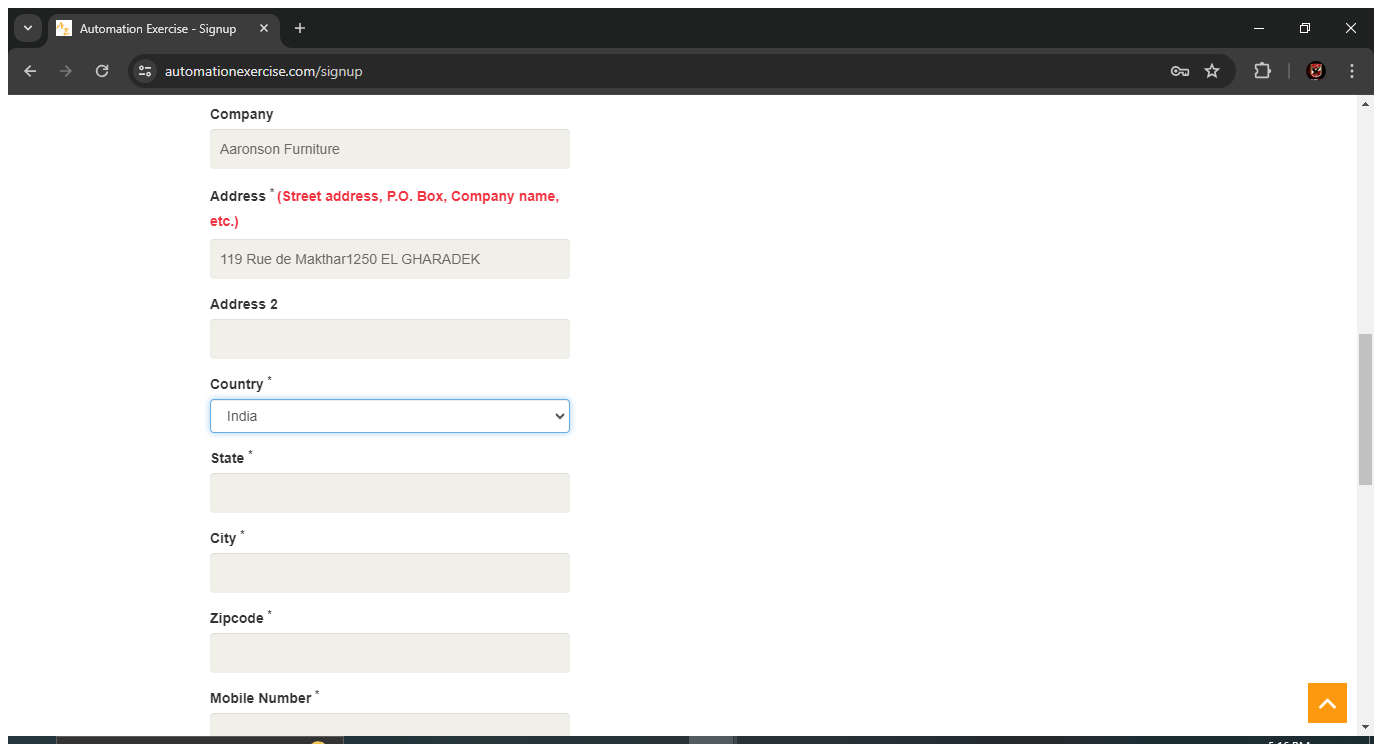 Automation Exercise - Signup
automationexercise.com/signup
Company
Aaronson Furniture
Address * (Street address, P.O. Box, Company name,
etc.)
119 Rue de Makthar1250 EL GHARADEK
Address 2
Country *
India
State *
City *
Zipcode *
Mobile Number *